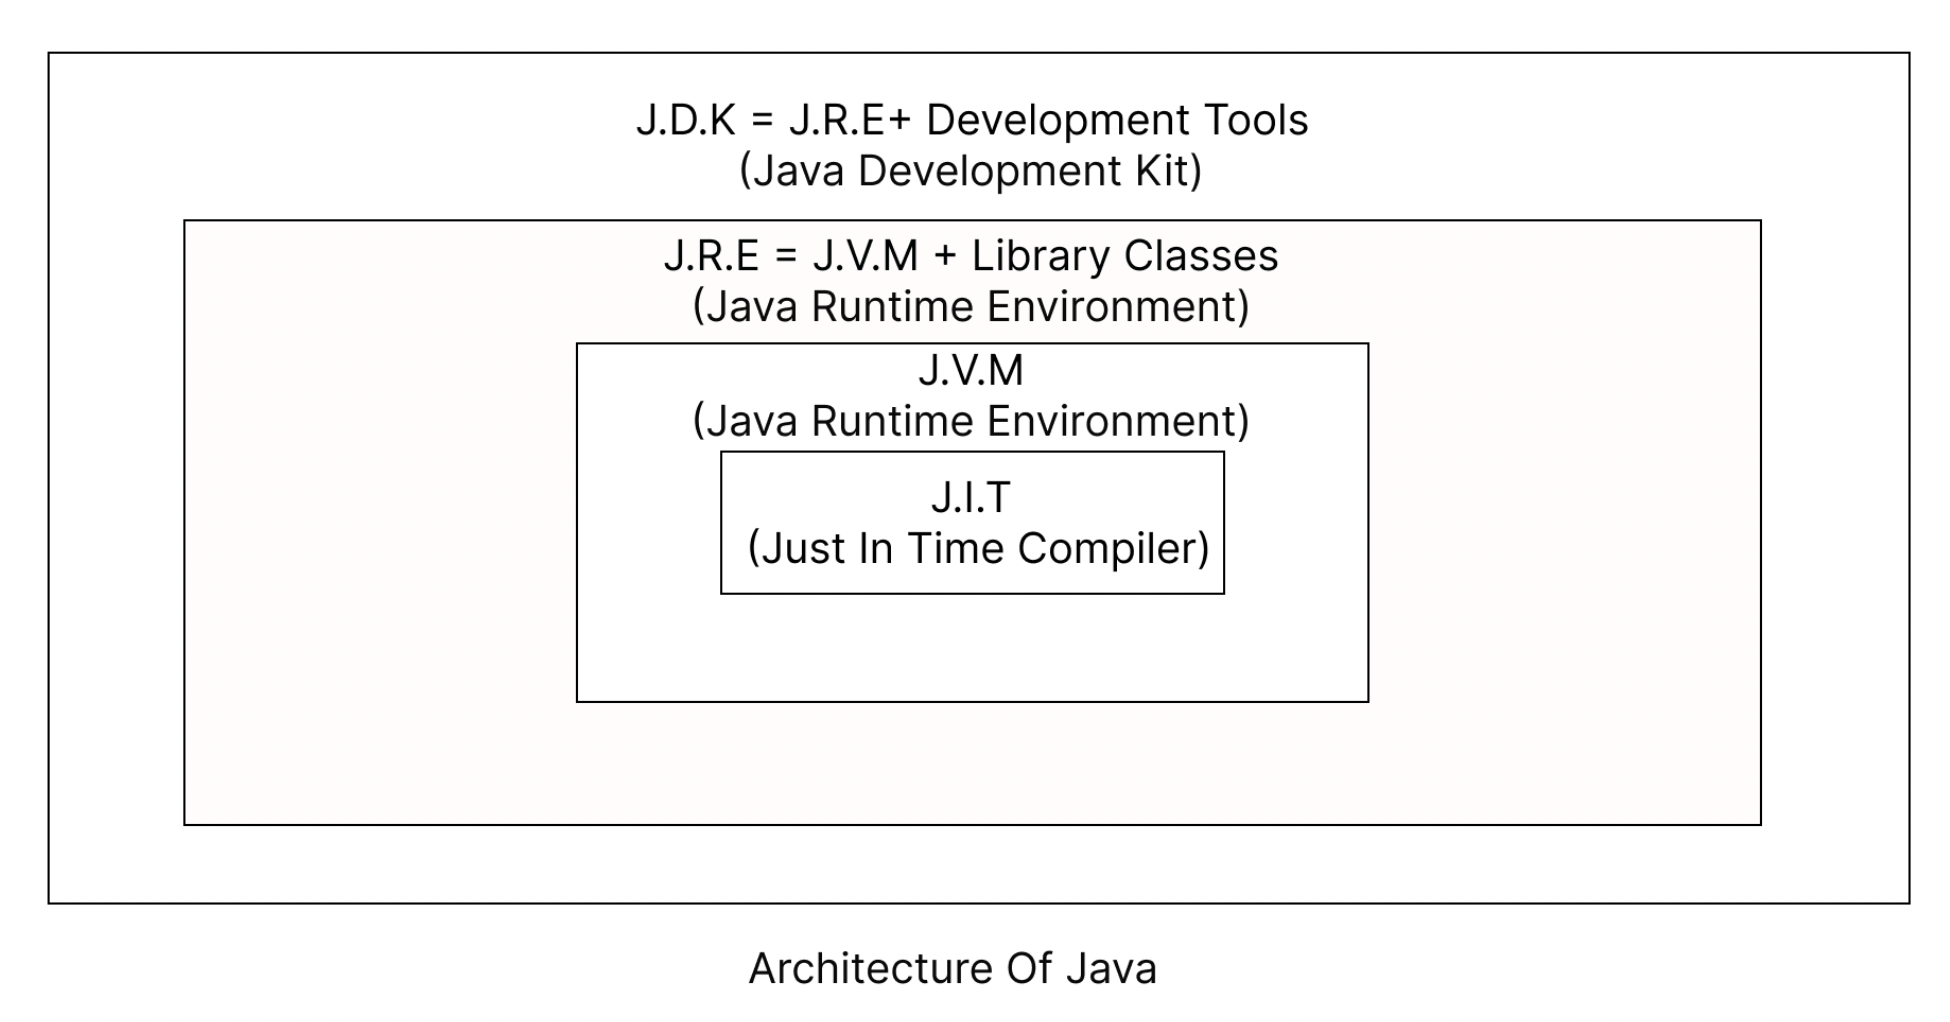 J.D.K = J.R.E+ Development Tools
(Java Development Kit)
J.R.E = J.V.M + Library Classes
(Java Runtime Environment)
J.V.M
(Java Runtime Environment)
J.I.T
(Just In Time Compiler)
Architecture Of Java